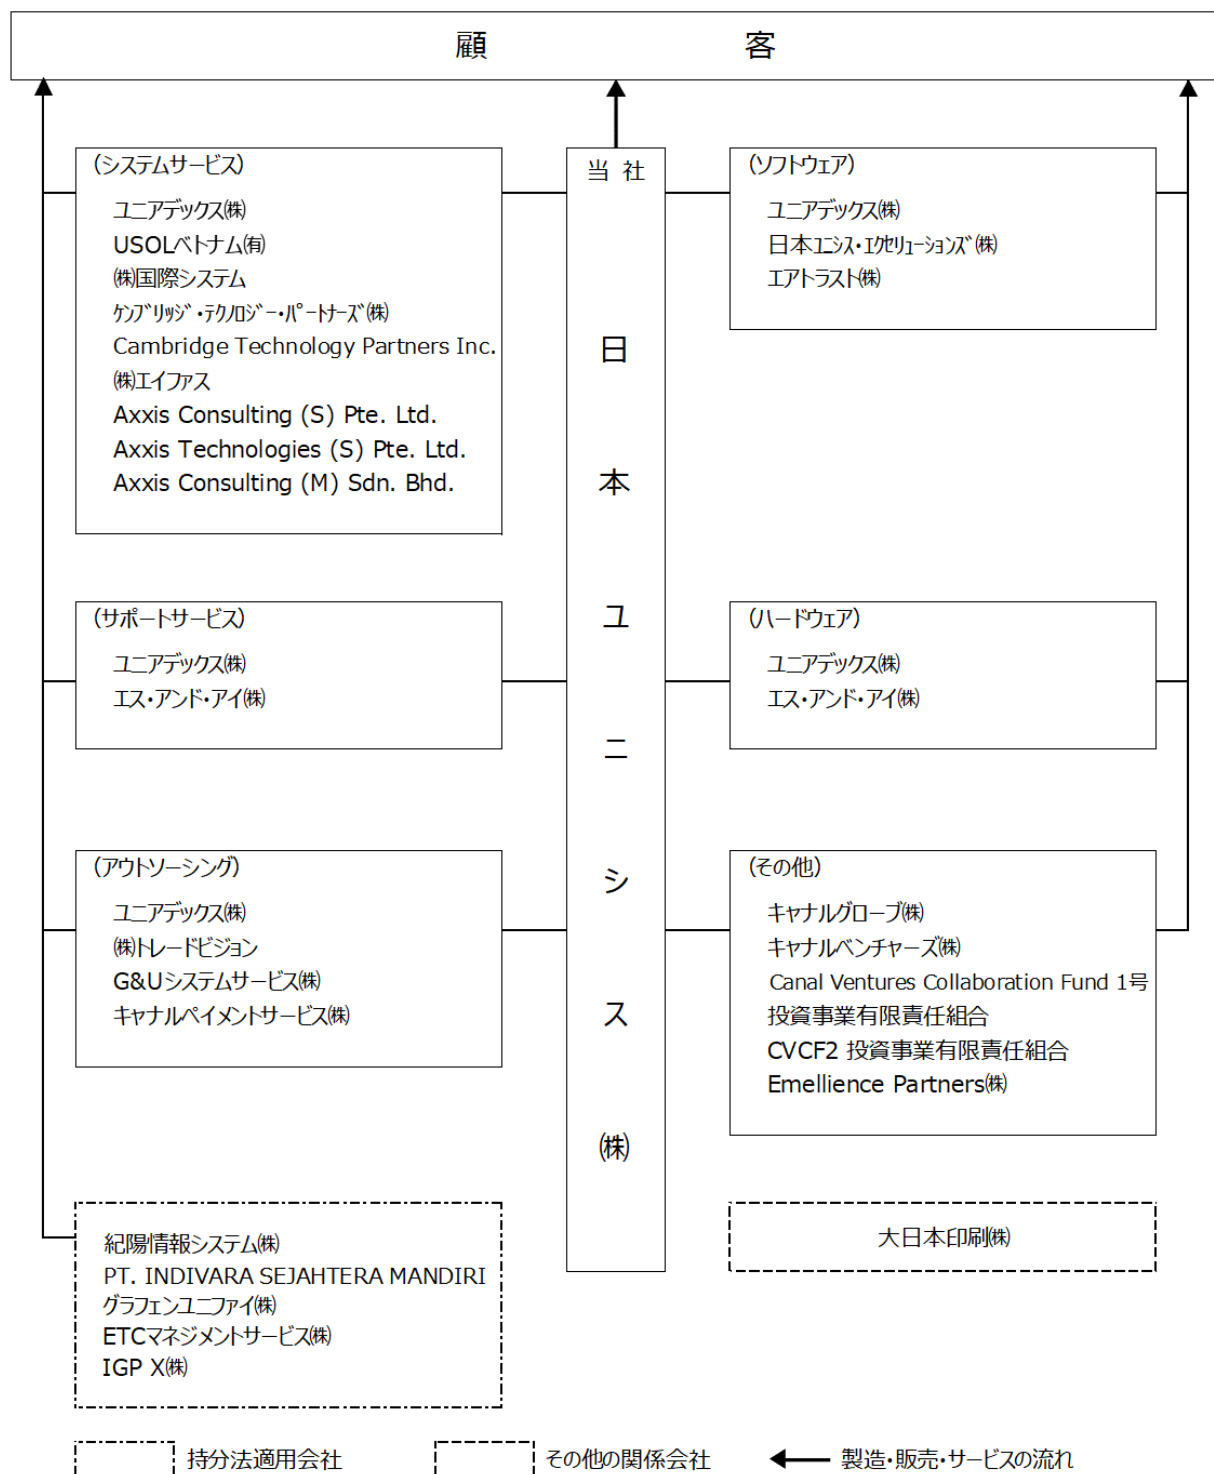 顧 客
(システムサービス)
ユニアデックス㈱
USOLベトナム㈲
㈱国際システム
ｹﾝﾌﾞﾘｯｼﾞ・ﾃｸﾉﾛｼﾞｰ・ﾊﾟｰﾄﾅｰｽﾞ㈱
Cambridge Technology Partners Inc.
㈱エイファス
Axxis Consulting (S) Pte. Ltd.
Axxis Technologies (S) Pte. Ltd.
Axxis Consulting (M) Sdn. Bhd.
(サポートサービス)
ユニアデックス㈱
エス・アンド・アイ㈱
(アウトソーシング)
ユニアデックス㈱
㈱トレードビジョン
G&Uシステムサービス㈱
キャナルペイメントサービス㈱
紀陽情報システム㈱
PT. INDIVARA SEJAHTERA MANDIRI
グラフェンユニファイ㈱
ETCマネジメントサービス㈱
IGP X㈱
当 社
日本ユニシス㈱
(ソフトウェア)
ユニアデックス㈱
日本ﾕﾆｼｽ・ｴｸｾﾘｭｰｼｮﾝｽﾞ㈱
エアトラスト㈱
(ハードウェア)
ユニアデックス㈱
エス・アンド・アイ㈱
(その他)
キャナルグローブ㈱
キャナルベンチャーズ㈱
Canal Ventures Collaboration Fund 1号
投資事業有限責任組合
CVCF2 投資事業有限責任組合
Emellience Partners㈱
大日本印刷㈱
持分法適用会社
その他の関係会社
製造・販売・サービスの流れ